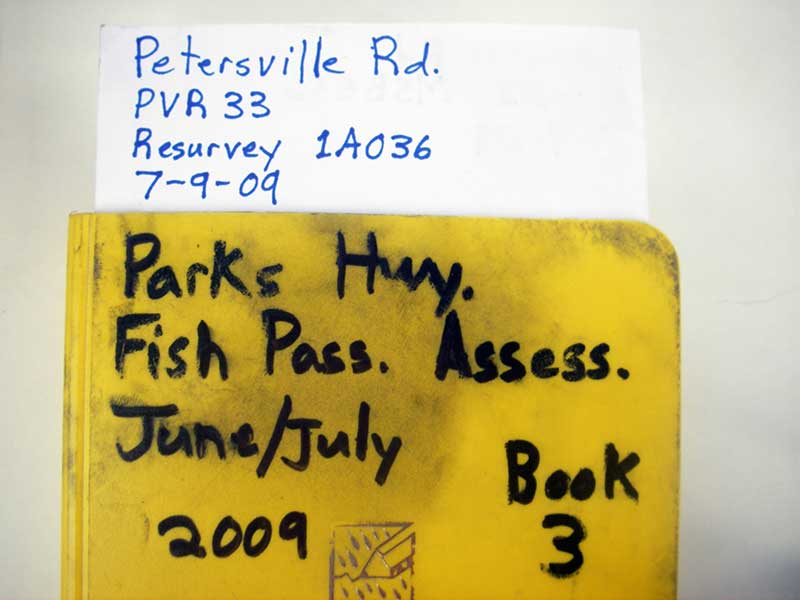 Petersville Rd.
PVR 33
Resurvey 1A036
7-9-09
Parks Hwy.
Fish Pass. Assess.
June/July
Book
2009
3